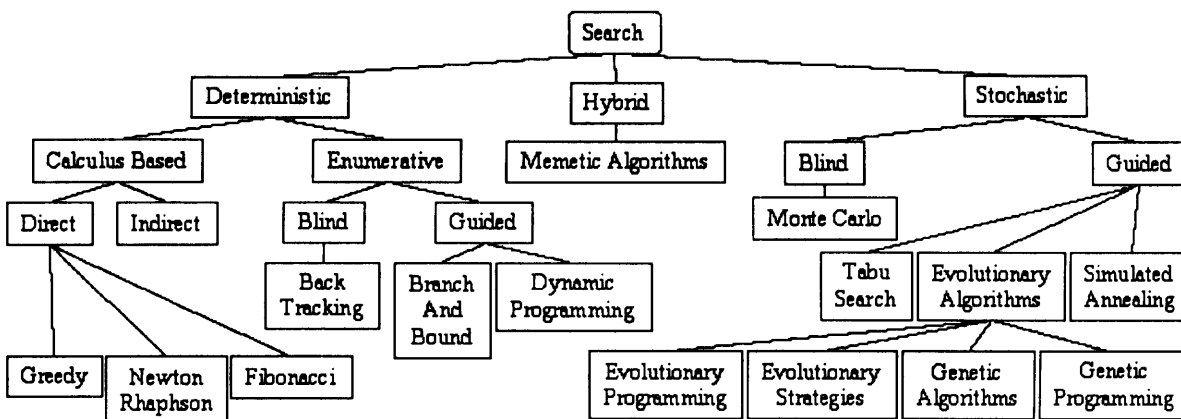 Search
Deterministic
Hybrid
Stochastic
Calculus Based
Enumerative
Memetic Algorithms
Blind
Guided
Direct
Indirect
Blind
Guided
Monte Carlo
Back
Tracking
Branch
And
Bound
Dynamic
Programming
Tabu
Search
Evolutionary
Algorithms
Simulated
Annealing
Greedy
Newton
Rhaphson
Fibonacci
Evolutionary
Programming
Evolutionary
Strategies
Genetic
Algorithms
Genetic
Programming